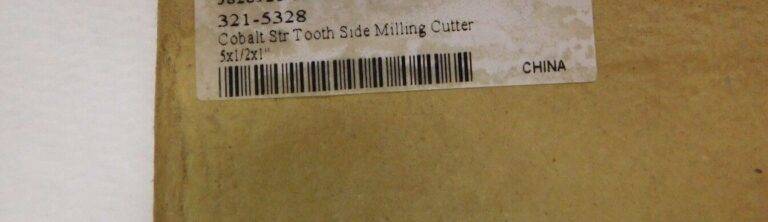 321-5328
Cobalt Str Tooth Side Milling Cutter
5x1/2x1"
CHINA